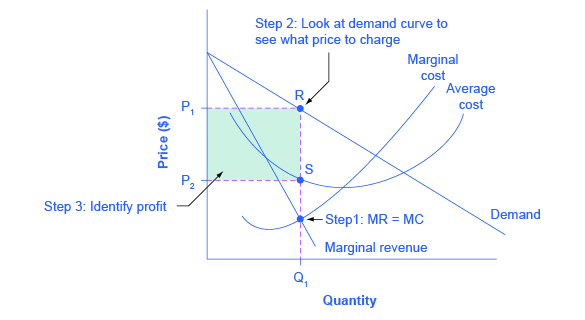 Step 2: Look at demand curve to
see what price to charge
Marginal
cost
Average
cost
R
P1
Price ($)
S
P2
Step 3: Identify profit
Step1: MR = MC
Demand
Marginal revenue
Q1
Quantity